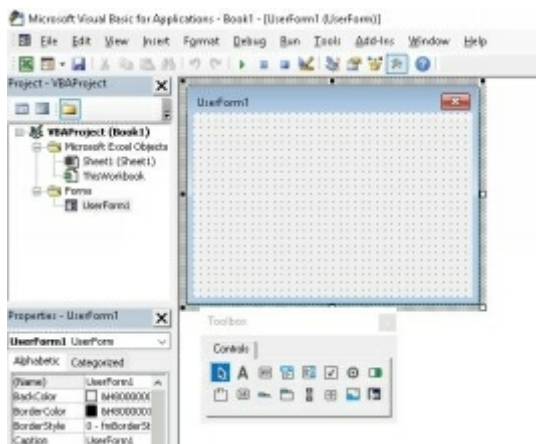 Microsoft Visual Basic for Applications - Book1 - [UserForm1 (UserForm)]
File Edit View Insert Format Debug Run Tools Add-Ins Window Help
Project - VBAProject
VBAProject (Book1)
Microsoft Excel Objects
Sheet1 (Sheet1)
ThisWorkbook
Forms
UserForm1
UserForm1
Properties - UserForm1
UserForm1 UserForm
Alphabetic Categorized
(Name) UserForm1
BackColor
BorderColor
BorderStyle 0 - fmBorderSt
Caption UserForm1
Toolbox
Controls
A